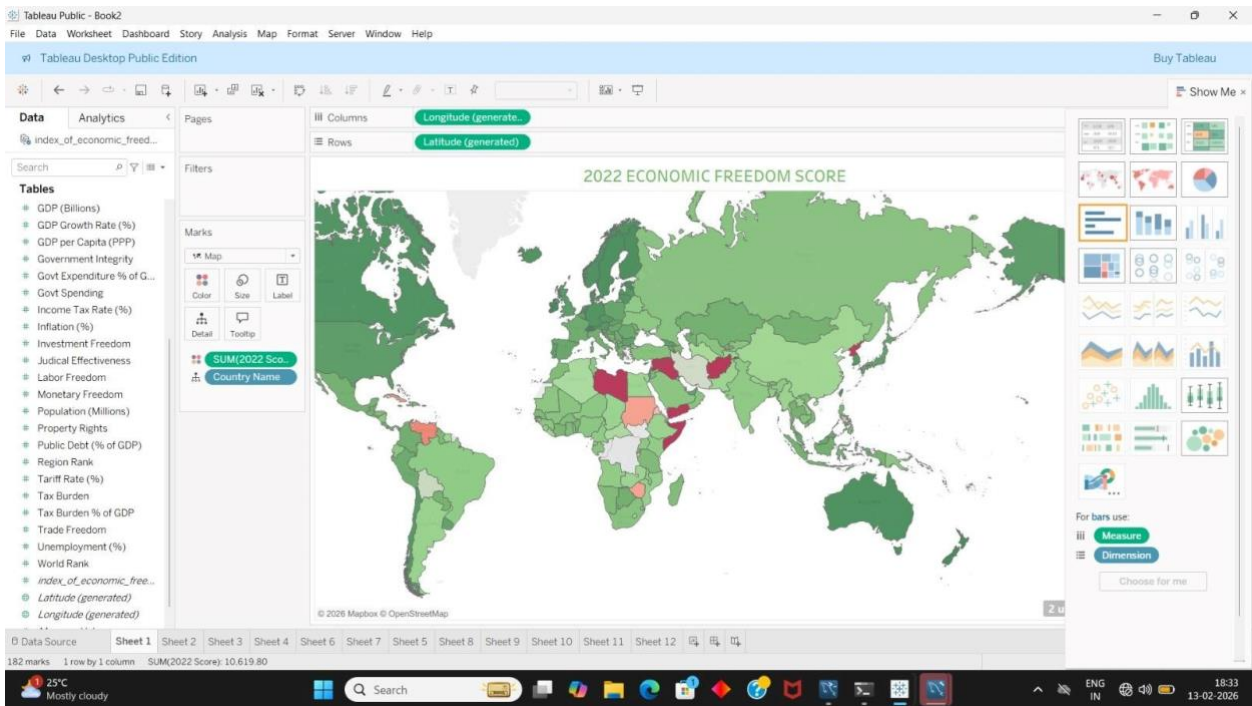 Tableau Public - Book2
File Data Worksheet Dashboard Story Analysis Map Format Server Window Help
Tableau Desktop Public Edition
Buy Tableau
Show Me
Data
Analytics
index_of_economic_freed...
Search
Tables
GDP (Billions)
GDP Growth Rate (%)
GDP per Capita (PPP)
Government Integrity
Govt Expenditure % of G...
Govt Spending
Income Tax Rate (%)
Inflation (%)
Investment Freedom
Judical Effectiveness
Labor Freedom
Monetary Freedom
Population (Millions)
Property Rights
Public Debt (% of GDP)
Region Rank
Tariff Rate (%)
Tax Burden
Tax Burden % of GDP
Trade Freedom
Unemployment (%)
World Rank
index_of_economic_free...
Latitude (generated)
Longitude (generated)
Pages
Filters
Marks
Map
Color Size Label
Detail Tooltip
SUM(2022 Sco..
Country Name
Columns
Longitude (generate..
Rows
Latitude (generated)
2022 ECONOMIC FREEDOM SCORE
© 2026 Mapbox © OpenStreetMap
2 u
For bars use:
Measure
Dimension
Choose for me
Data Source Sheet 1 Sheet 2 Sheet 3 Sheet 4 Sheet 6 Sheet 7 Sheet 5 Sheet 8 Sheet 9 Sheet 10 Sheet 11 Sheet 12
182 marks 1 row by 1 column SUM(2022 Score): 10,619.80
1
25°C
Mostly cloudy
Search
1
ENG
IN
18:33
13-02-2026